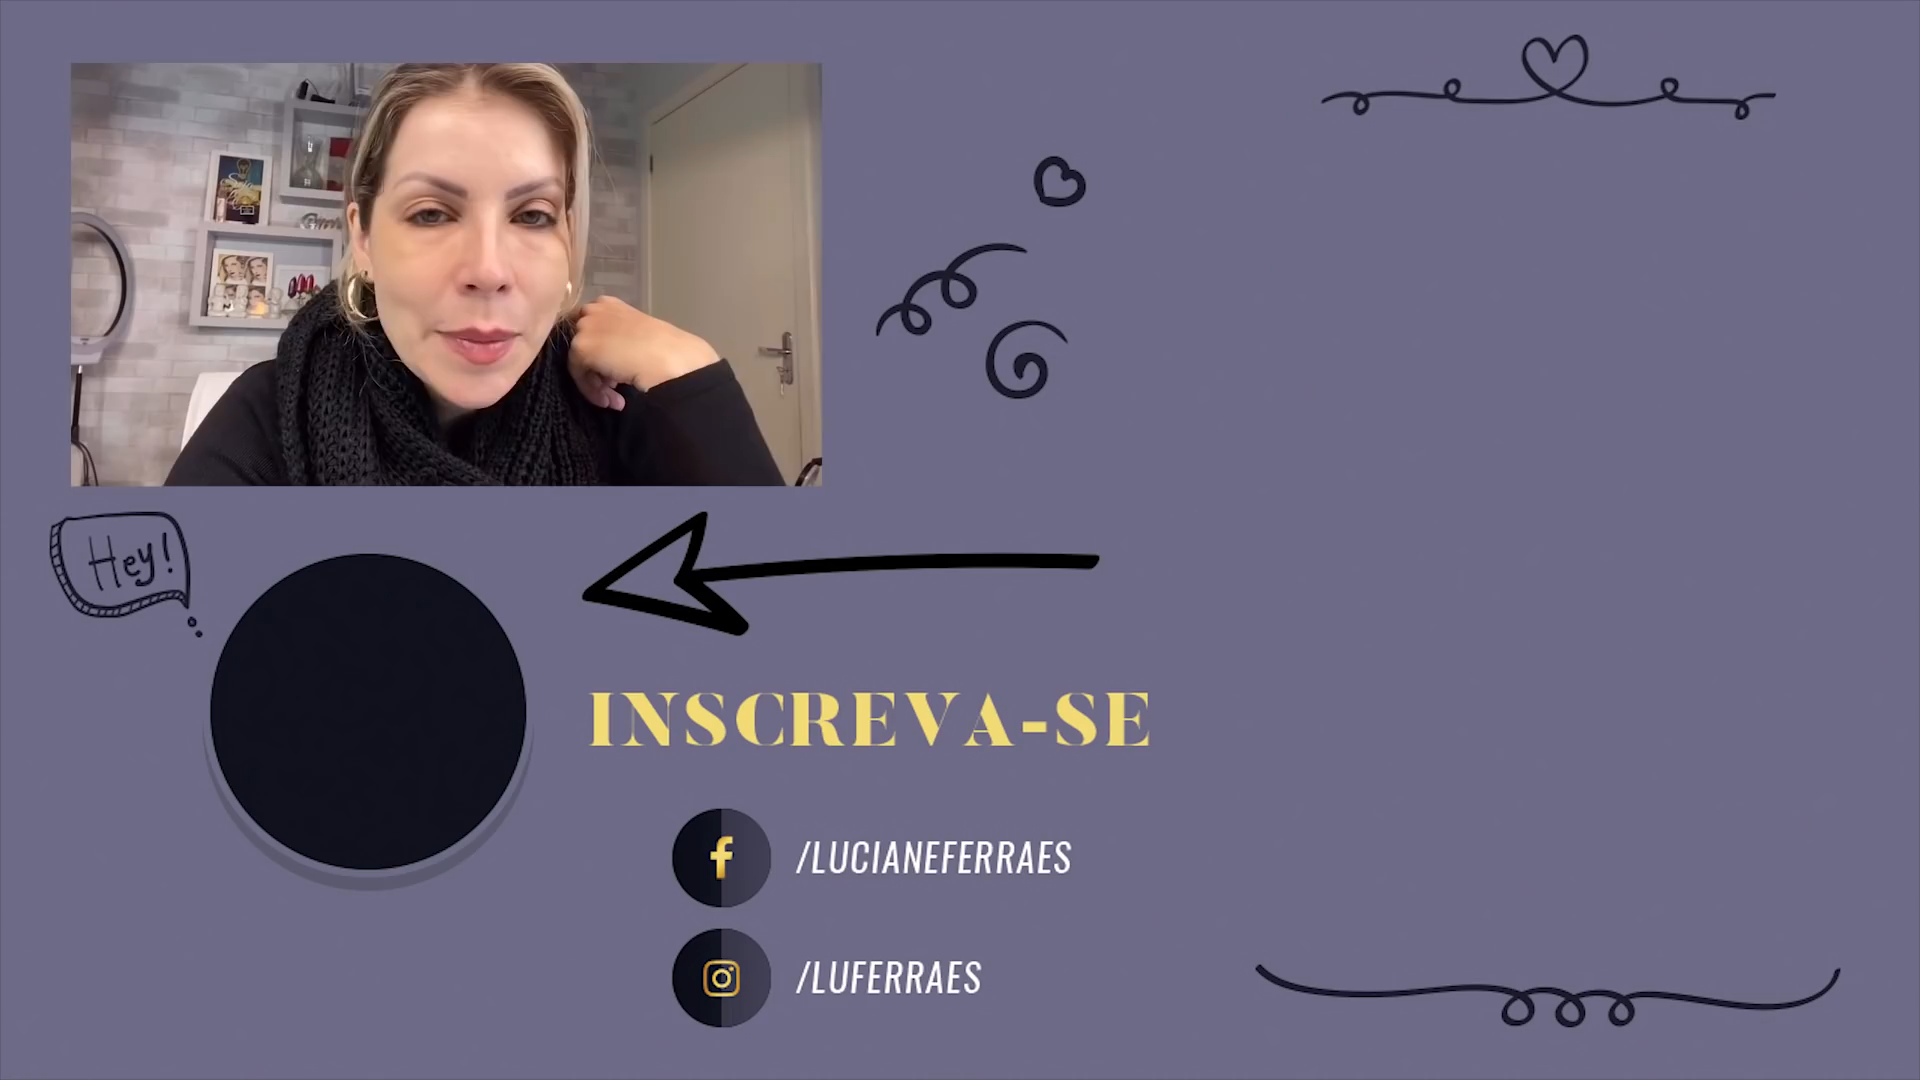 Hey!
INSCREVA-SE
/LUCIANEFERRAES
/LUFERRAES